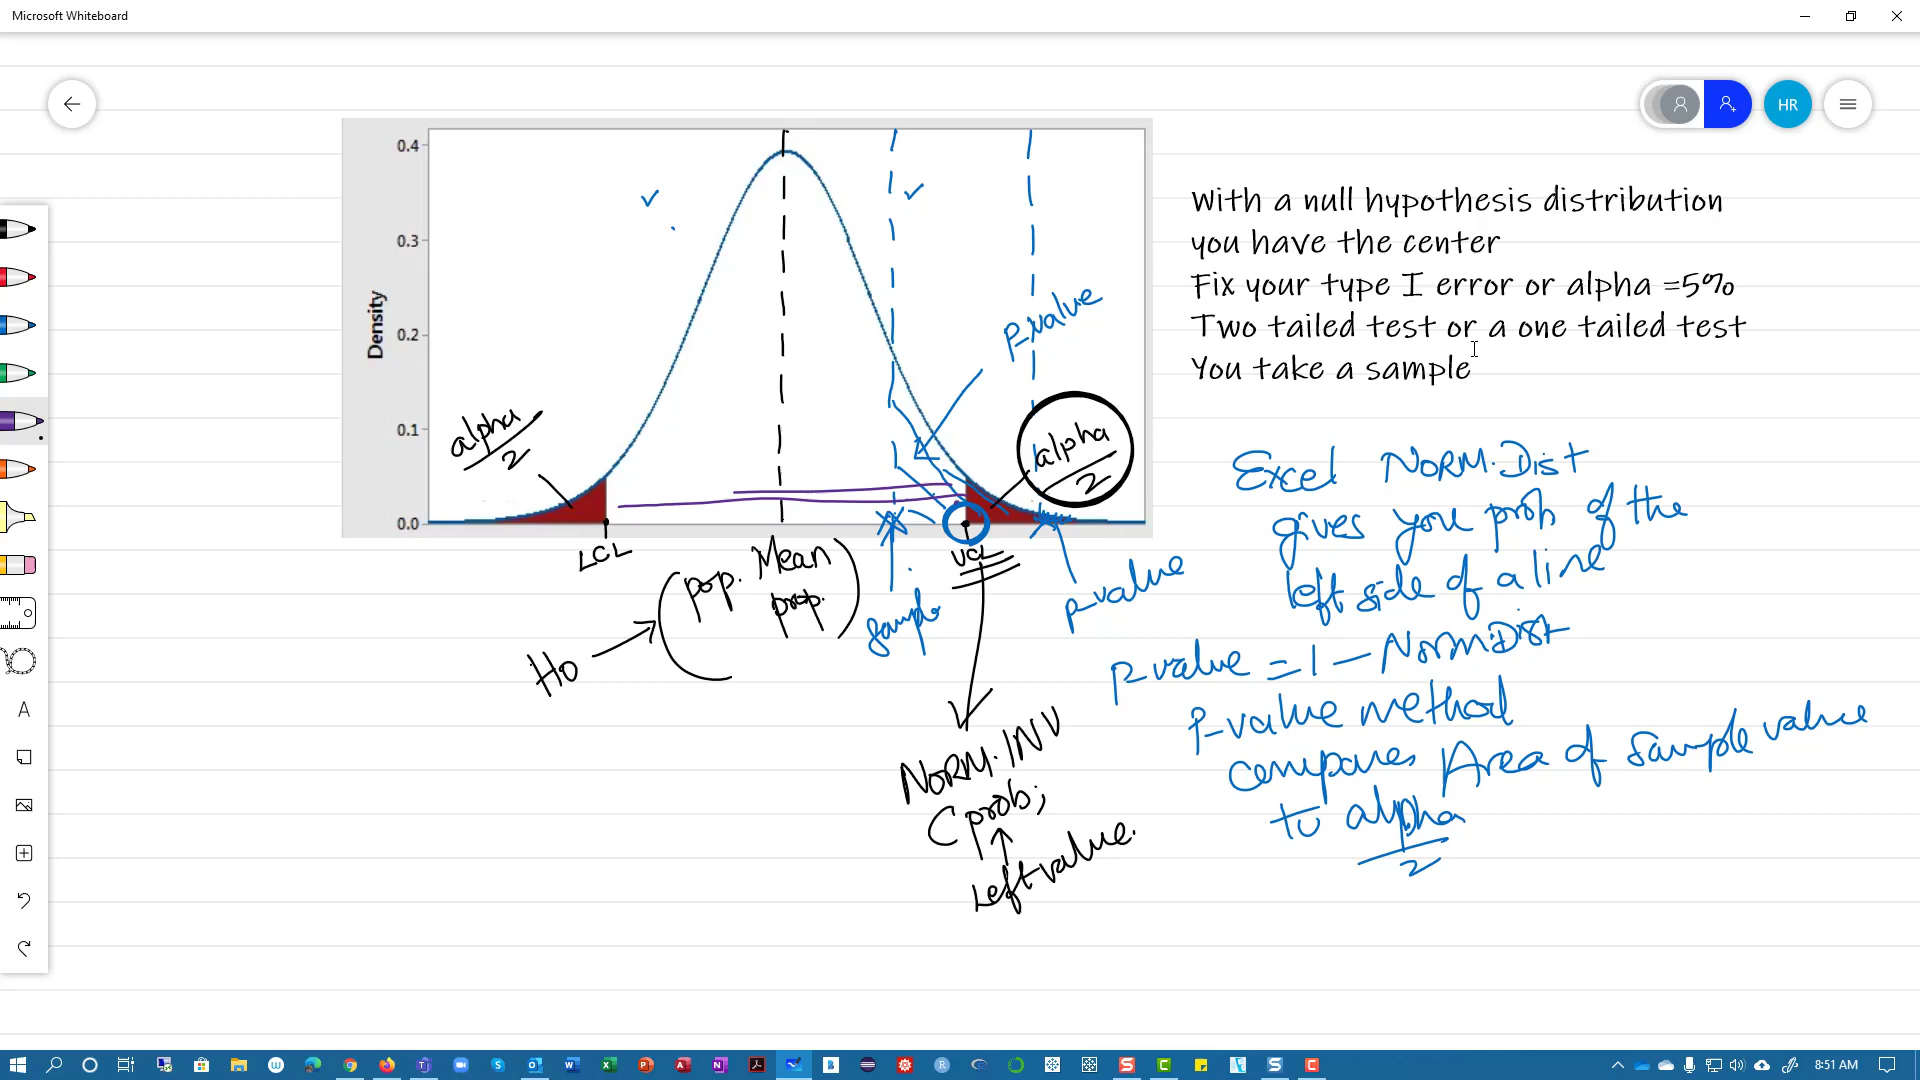 Microsoft Whiteboard
HR
With a null hypothesis distribution
you have the center
Fix your type I error or alpha =5%
Two tailed test or a one tailed test
You take a sample
0.4
0.3
0.2
0.1
0.0
Density
alpha
2
P-value
alpha
2
LCL
UCL
(pop. Mean
prop.)
Ho
sample
p-value
NORM.INV
(prob;
Left value.
Excel NORM.Dist
gives you prob of the
left side of a line
P-value = 1 - Norm.Dist
P-value method
compares Area of sample value
to alpha
2
A
8:51 AM